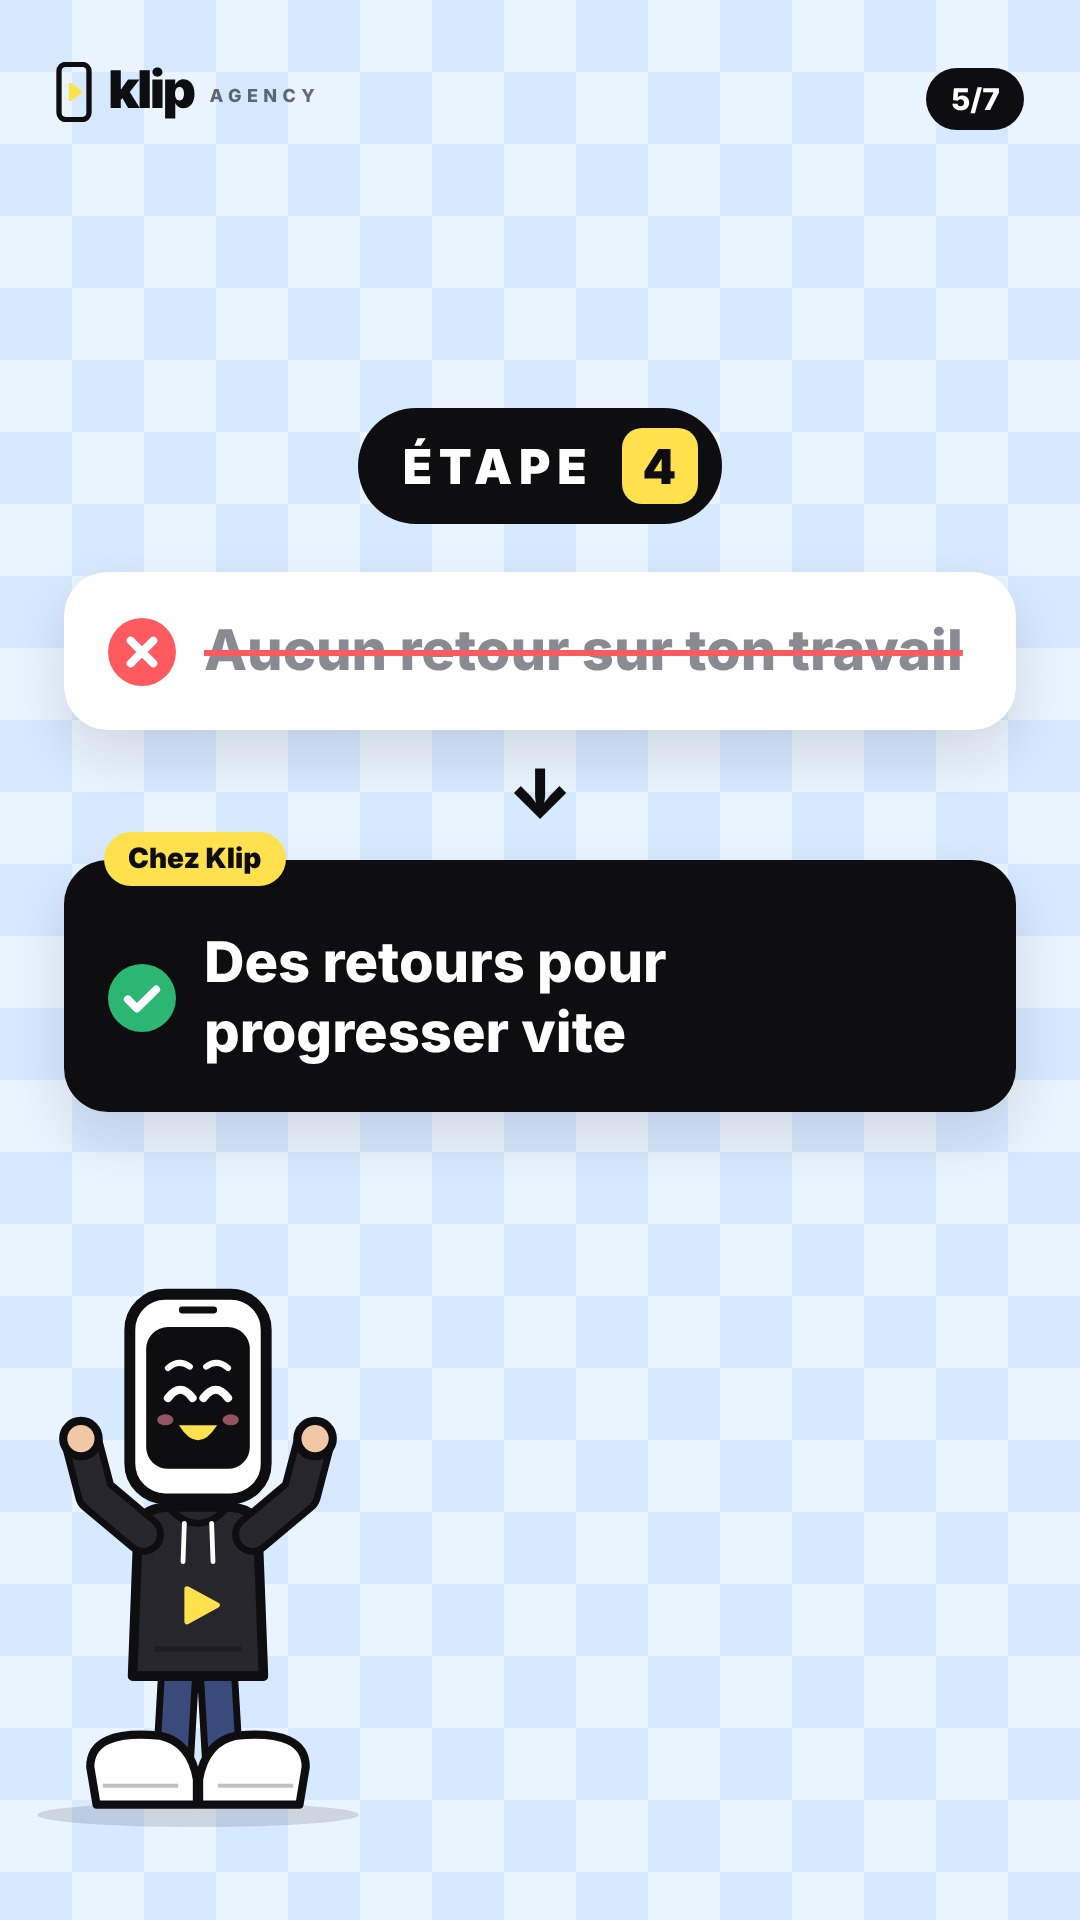 klip AGENCY
5/7
ÉTAPE 4
Aucun retour sur ton travail
Chez Klip
Des retours pour
progresser vite